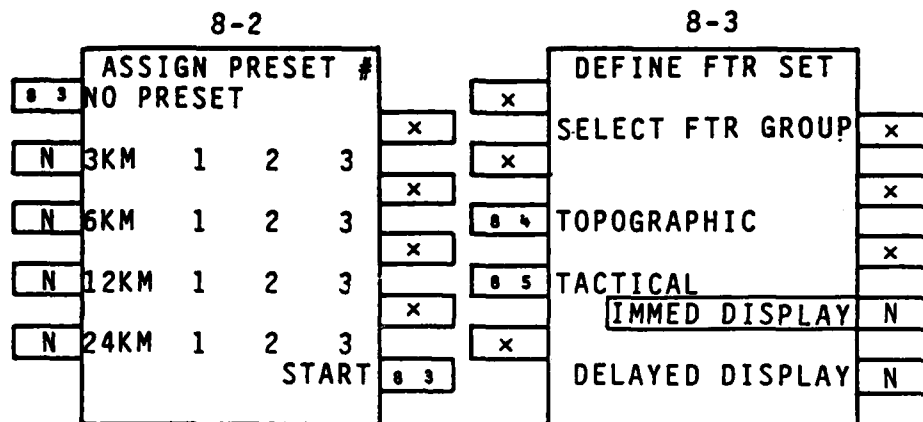 8-2
ASSIGN PRESET #
8 3 NO PRESET
×
N 3KM 1 2 3
×
N 6KM 1 2 3
×
N 12KM 1 2 3
×
N 24KM 1 2 3
START 8 3
8-3
DEFINE FTR SET
×
SELECT FTR GROUP ×
×
×
8 4 TOPOGRAPHIC
×
8 5 TACTICAL
IMMED DISPLAY N
×
DELAYED DISPLAY N